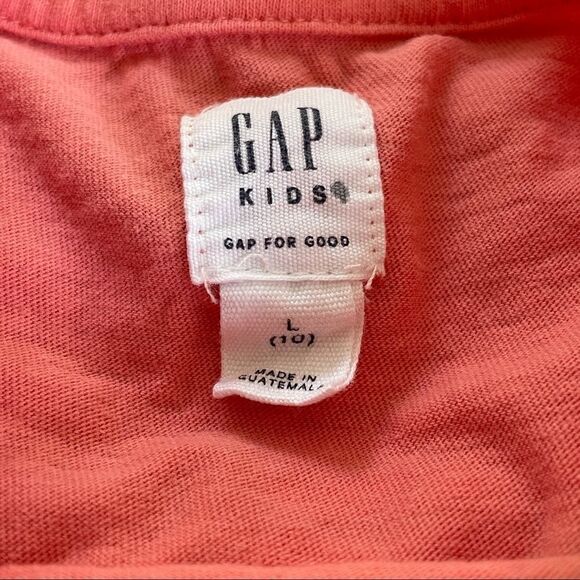 GAP
KIDS
GAP FOR GOOD
L
(10)
MADE IN
GUATEMALA